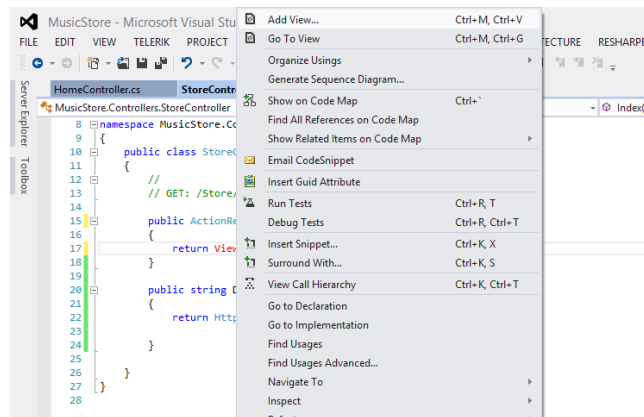 MusicStore - Microsoft Visual Stu
FILE EDIT VIEW TELERIK PROJECT
ECTURE RESHARPE
Server Explorer
Toolbox
HomeController.cs StoreContr
MusicStore.Controllers.StoreController
Index(
8 namespace MusicStore.Co
9 {
10 public class StoreC
11 {
12 //
13 // GET: /Store/
14
15 public ActionRe
16 {
17 return View
18 }
19
20 public string D
21 {
22 return Http
23
24 }
25
26 }
27 }
28
Add View... Ctrl+M, Ctrl+V
Go To View Ctrl+M, Ctrl+G
Organize Usings
Generate Sequence Diagram...
Show on Code Map Ctrl+`
Find All References on Code Map
Show Related Items on Code Map
Email CodeSnippet
Insert Guid Attribute
Run Tests Ctrl+R, T
Debug Tests Ctrl+R, Ctrl+T
Insert Snippet... Ctrl+K, X
Surround With... Ctrl+K, S
View Call Hierarchy Ctrl+K, Ctrl+T
Go to Declaration
Go to Implementation
Find Usages
Find Usages Advanced...
Navigate To
Inspect